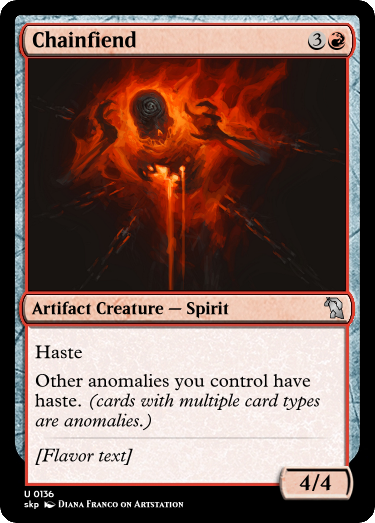 Chainfiend 3
Artifact Creature — Spirit
Haste
Other anomalies you control have
haste. (cards with multiple card types
are anomalies.)
[Flavor text]
4/4
U 0136
skp Diana Franco on Artstation